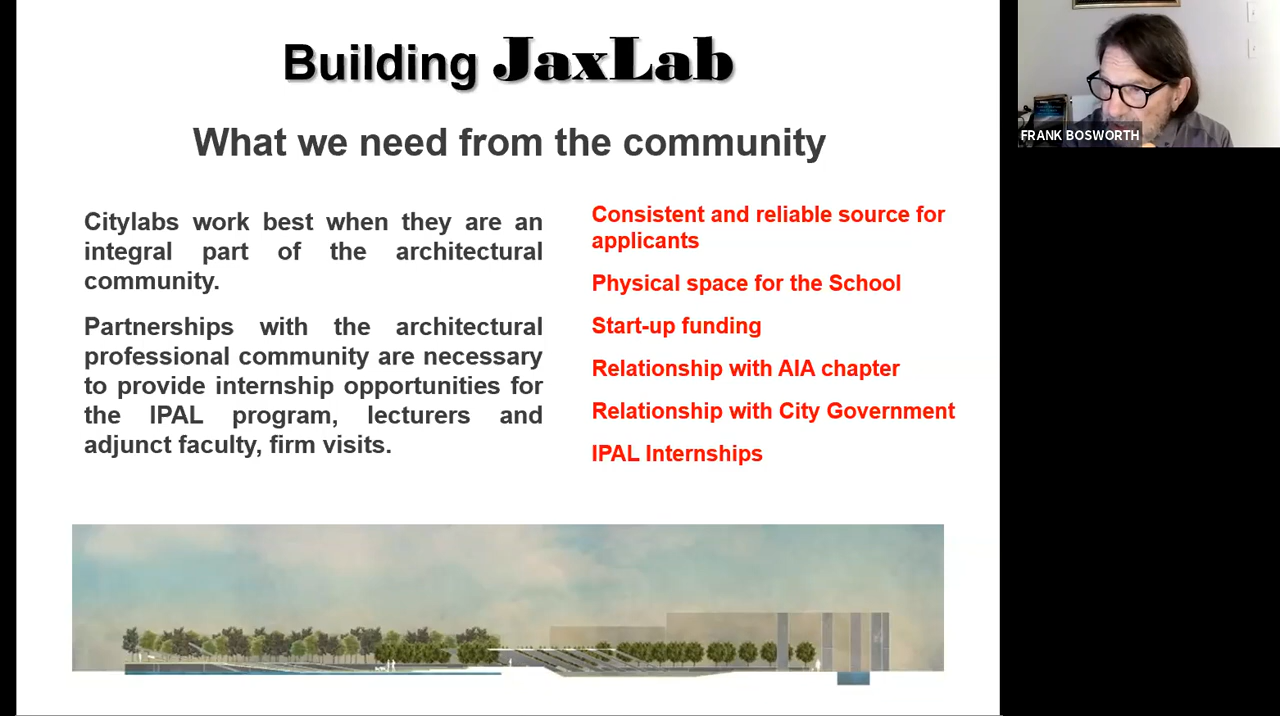 Building JaxLab
What we need from the community
Citylabs work best when they are an
integral part of the architectural
community.
Partnerships with the architectural
professional community are necessary
to provide internship opportunities for
the IPAL program, lecturers and
adjunct faculty, firm visits.
Consistent and reliable source for
applicants
Physical space for the School
Start-up funding
Relationship with AIA chapter
Relationship with City Government
IPAL Internships
FRANK BOSWORTH